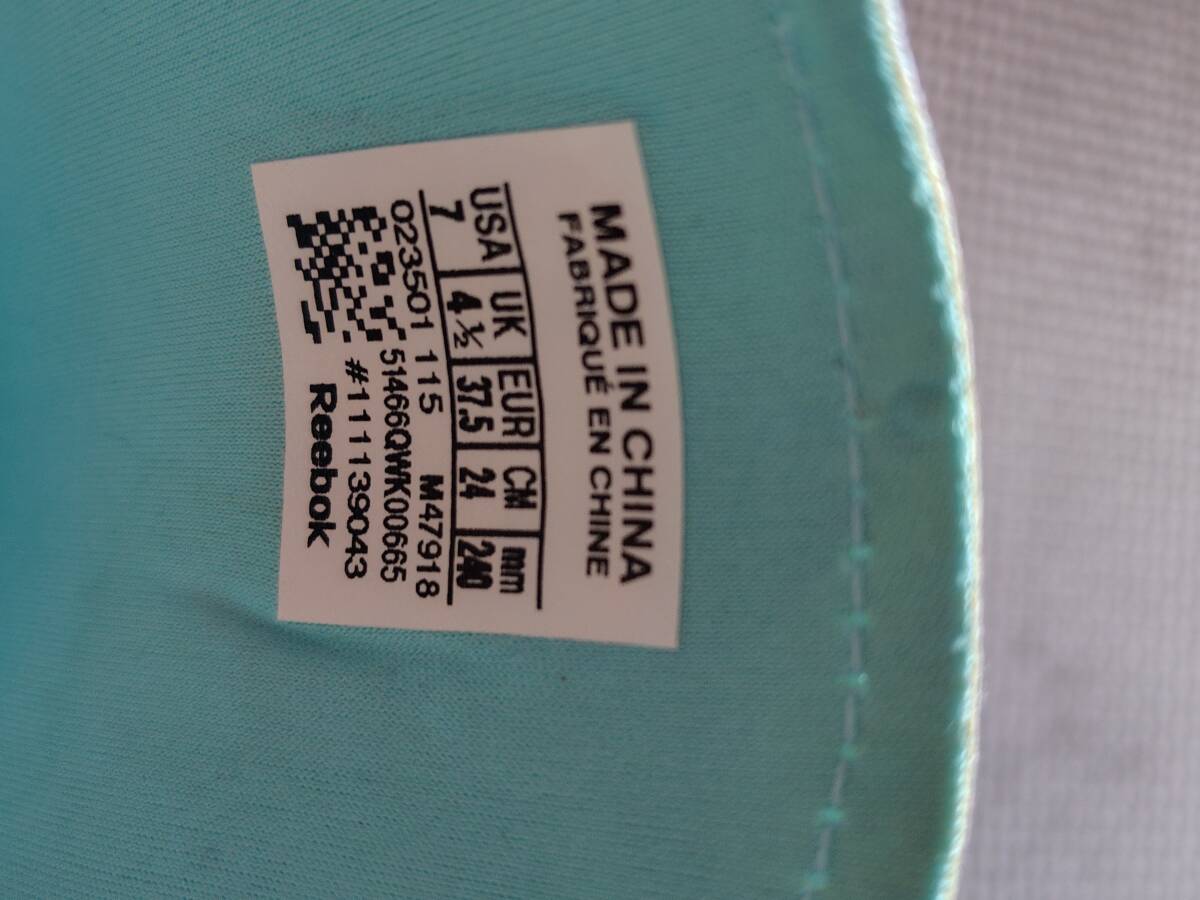 MADE IN CHINA
FABRIQUÉ EN CHINE
USA UK EUR CM mm
7 4½ 37.5 24 240
023501 115 M47918
51466QWK00665
#111139043
Reebok